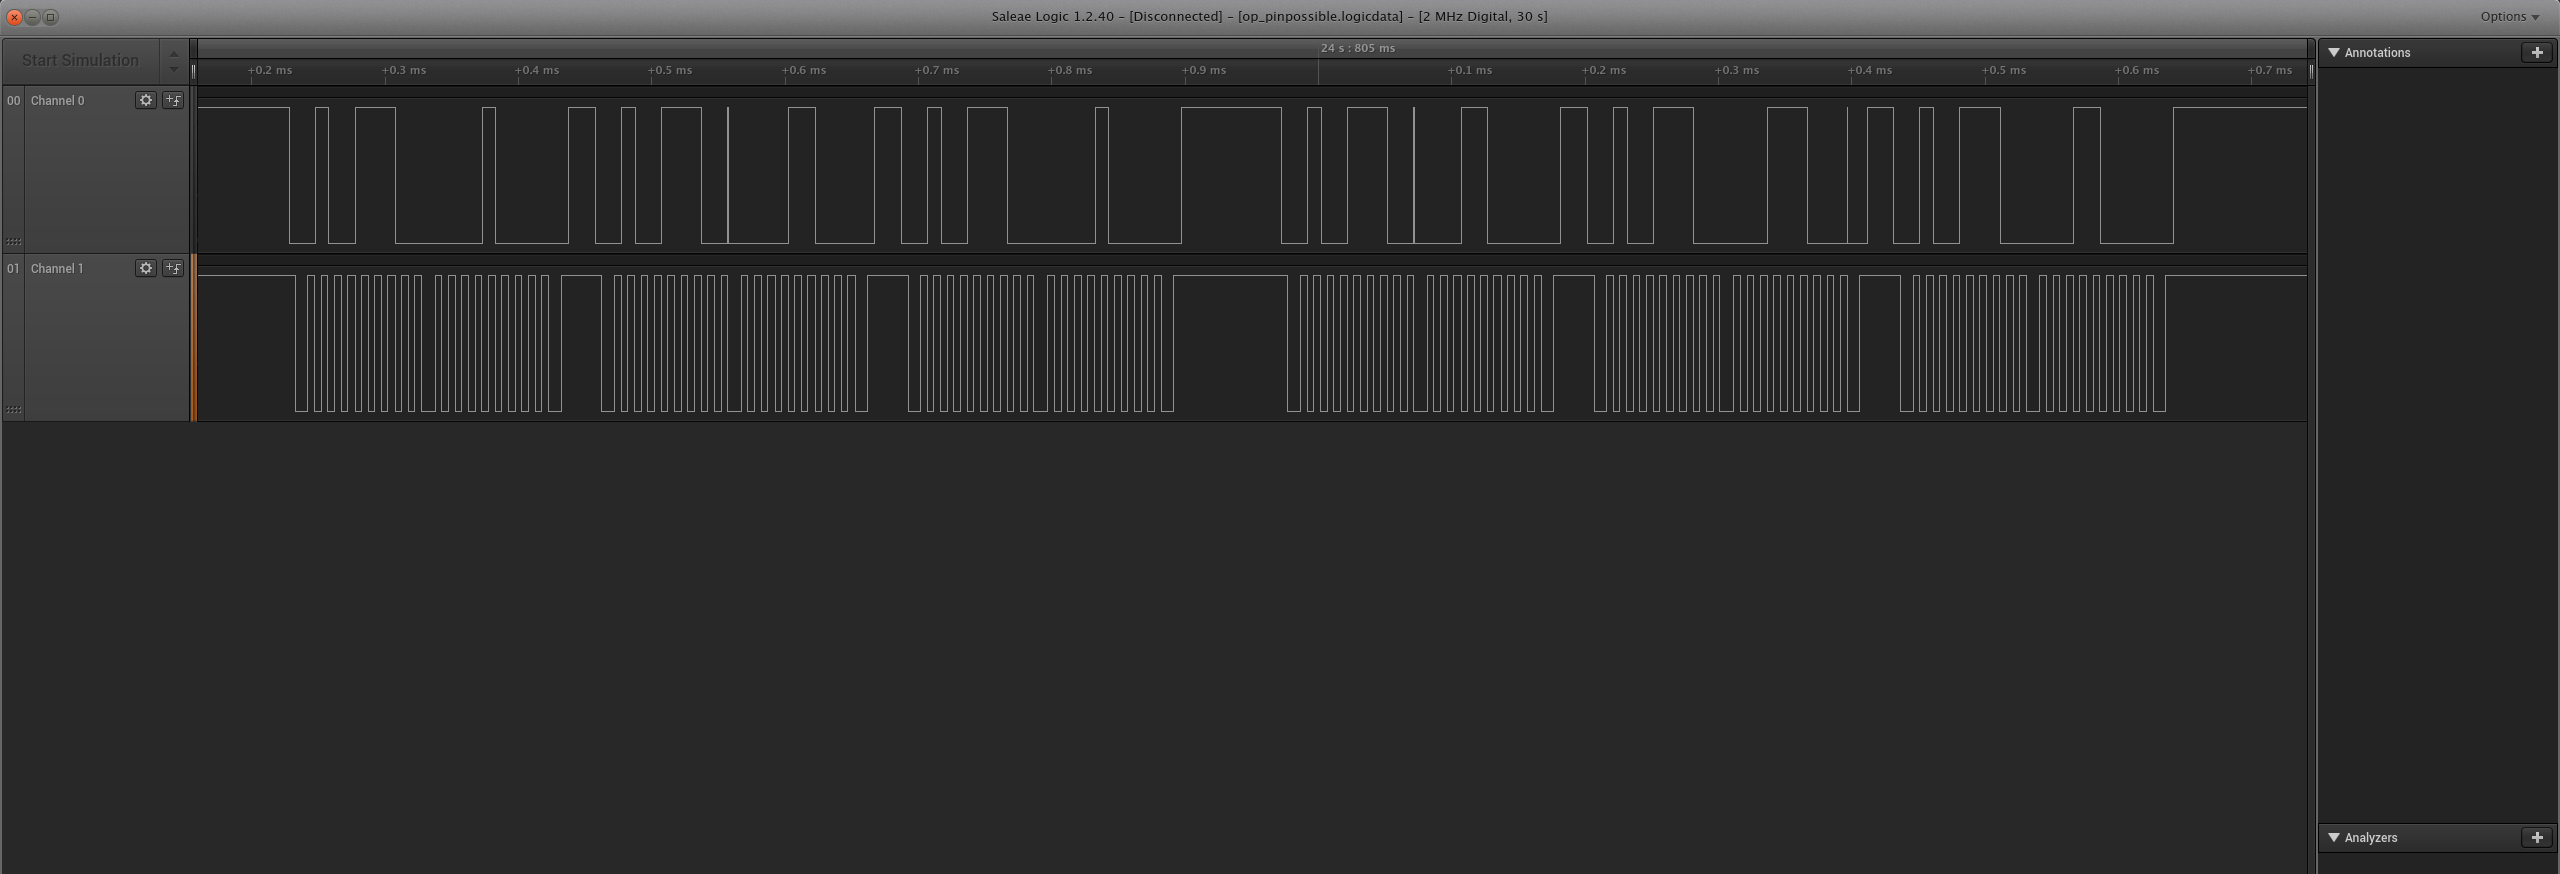 Saleae Logic 1.2.40 - [Disconnected] - [op_pinpossible.logicdata] - [2 MHz Digital, 30 s]
Options
Start Simulation
24 s : 805 ms
+0.2 ms +0.3 ms +0.4 ms +0.5 ms +0.6 ms +0.7 ms +0.8 ms +0.9 ms +0.1 ms +0.2 ms +0.3 ms +0.4 ms +0.5 ms +0.6 ms +0.7 ms
Annotations
00 Channel 0
01 Channel 1
Analyzers